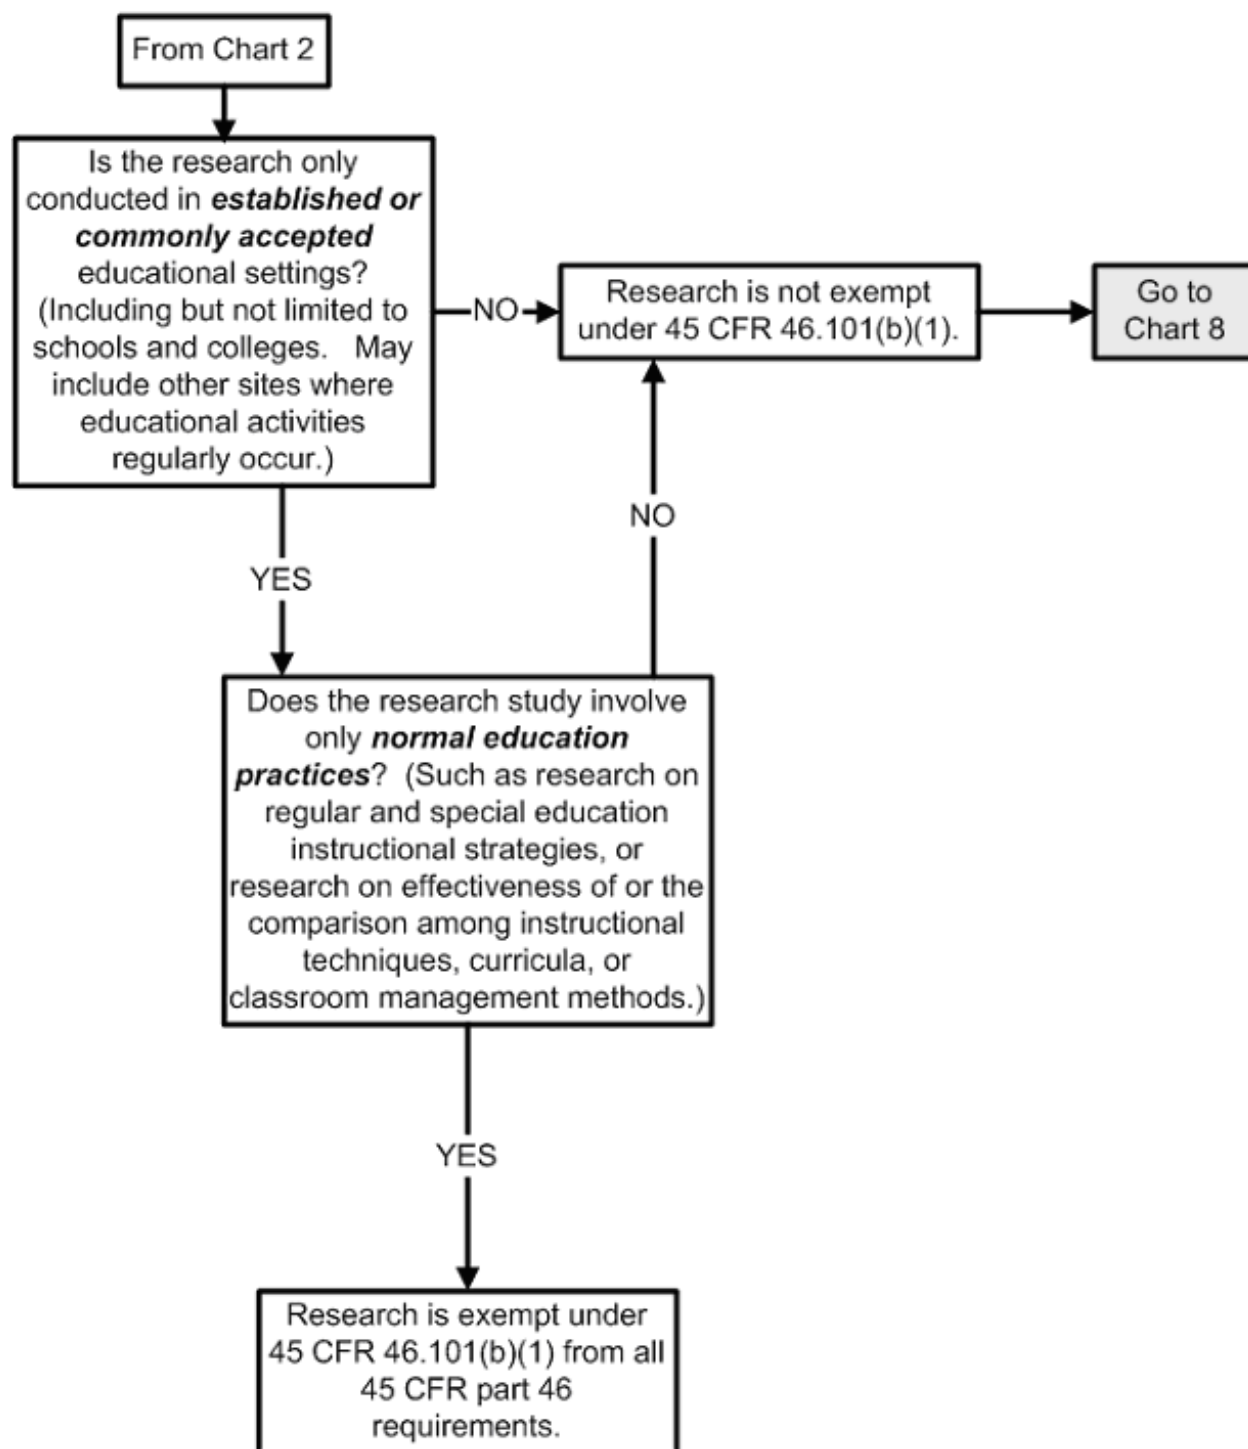 From Chart 2
Is the research only
conducted in established or
commonly accepted
educational settings?
(Including but not limited to
schools and colleges.   May
include other sites where
educational activities
regularly occur.)
NO
Research is not exempt
under 45 CFR 46.101(b)(1).
Go to
Chart 8
YES
NO
Does the research study involve
only normal education
practices?  (Such as research on
regular and special education
instructional strategies, or
research on effectiveness of or the
comparison among instructional
techniques, curricula, or
classroom management methods.)
YES
Research is exempt under
45 CFR 46.101(b)(1) from all
45 CFR part 46
requirements.